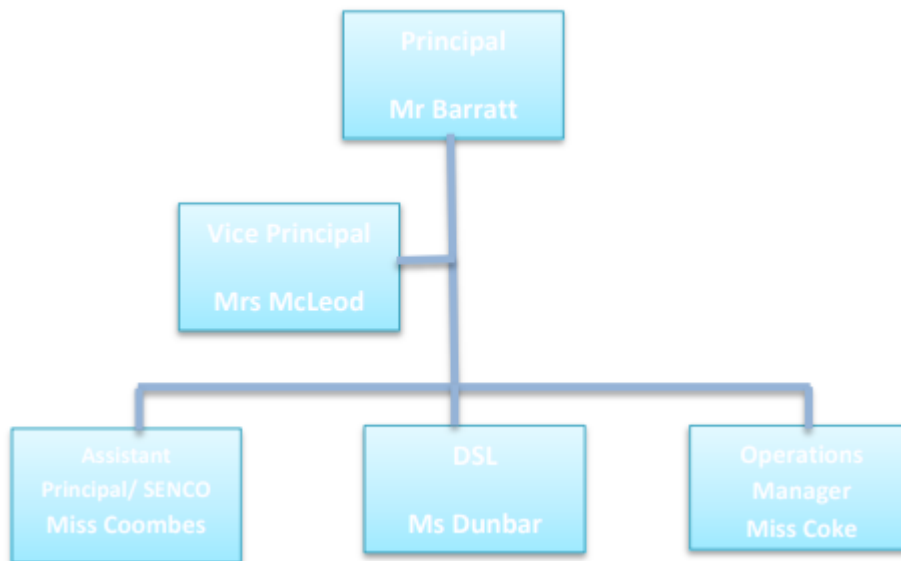 Principal
Mr Barratt
Vice Principal
Mrs McLeod
Assistant
Principal/ SENCO
Miss Coombes
DSL
Ms Dunbar
Operations
Manager
Miss Coke